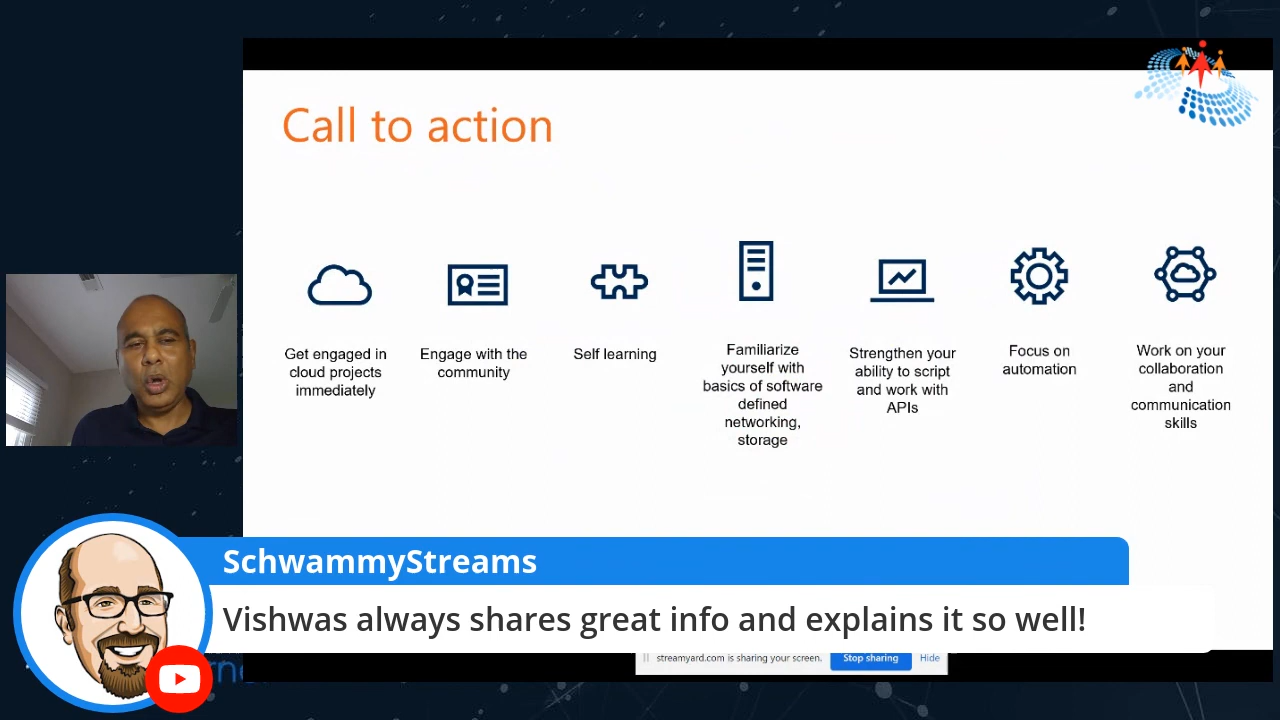 Call to action
Get engaged in
cloud projects
immediately
Engage with the
community
Self learning
Familiarize
yourself with
basics of software
defined
networking,
storage
Strengthen your
ability to script
and work with
APIs
Focus on
automation
Work on your
collaboration
and
communication
skills
SchwammyStreams
Vishwas always shares great info and explains it so well!
streamyard.com is sharing your screen.
Stop sharing
Hide